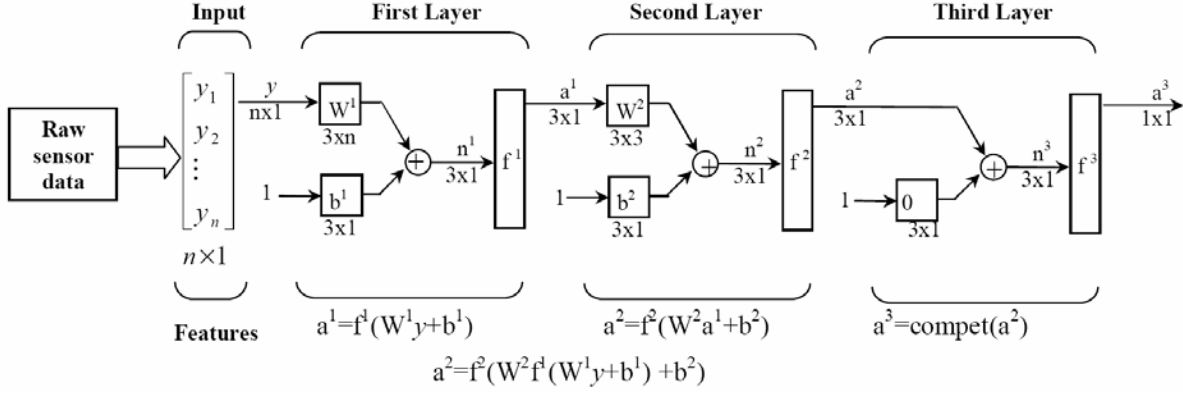 Input
First Layer
Second Layer
Third Layer
Raw
sensor
data
y₁
y₂
⋮
yₙ
n×1
Features
y
nx1
W¹
3xn
1
b¹
3x1
+
n¹
3x1
f¹
a¹
3x1
W²
3x3
1
b²
3x1
+
n²
3x1
f²
a²
3x1
1
0
3x1
+
n³
3x1
f³
a³
1x1
a¹=f¹(W¹y+b¹)
a²=f²(W²a¹+b²)
a³=compet(a²)
a²=f²(W²f¹(W¹y+b¹) +b²)